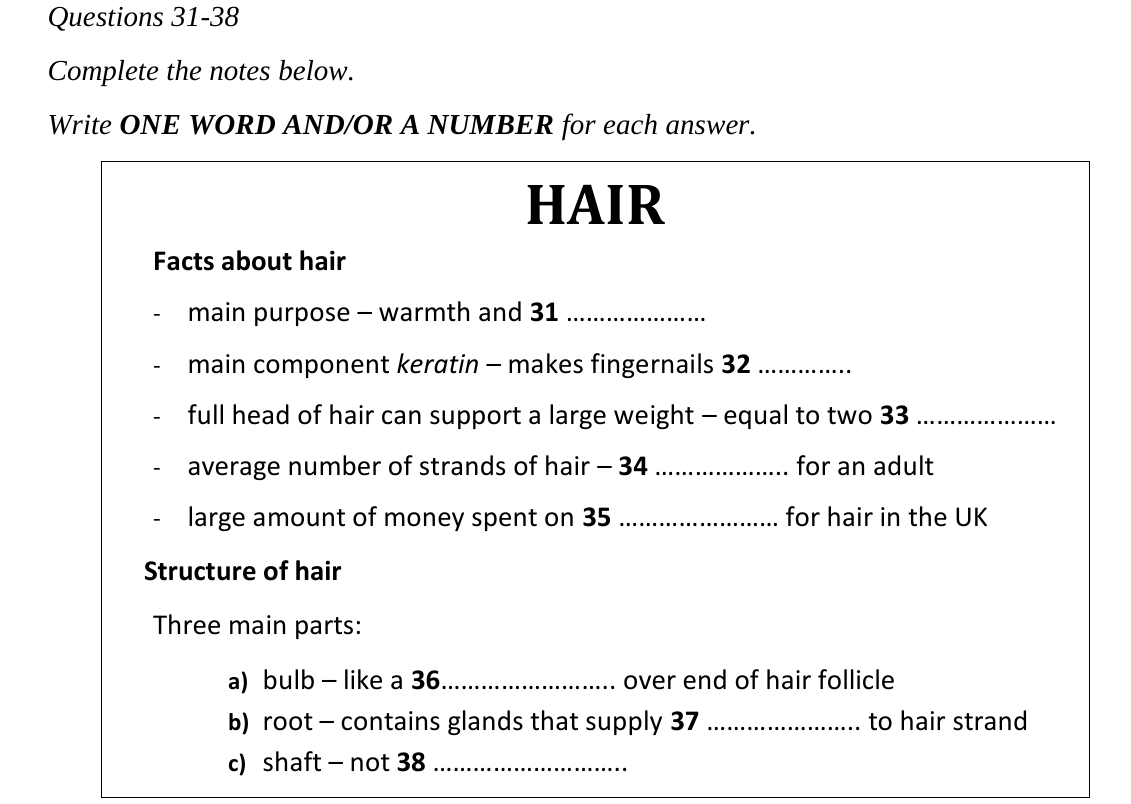 Questions 31-38
Complete the notes below.
Write ONE WORD AND/OR A NUMBER for each answer.
HAIR
Facts about hair
- main purpose – warmth and 31 …………………
- main component keratin – makes fingernails 32 …………..
- full head of hair can support a large weight – equal to two 33 …………………
- average number of strands of hair – 34 ……………….. for an adult
- large amount of money spent on 35 …………………… for hair in the UK
Structure of hair
Three main parts:
a) bulb – like a 36…………………….. over end of hair follicle
b) root – contains glands that supply 37 ………………….. to hair strand
c) shaft – not 38 ………………………..